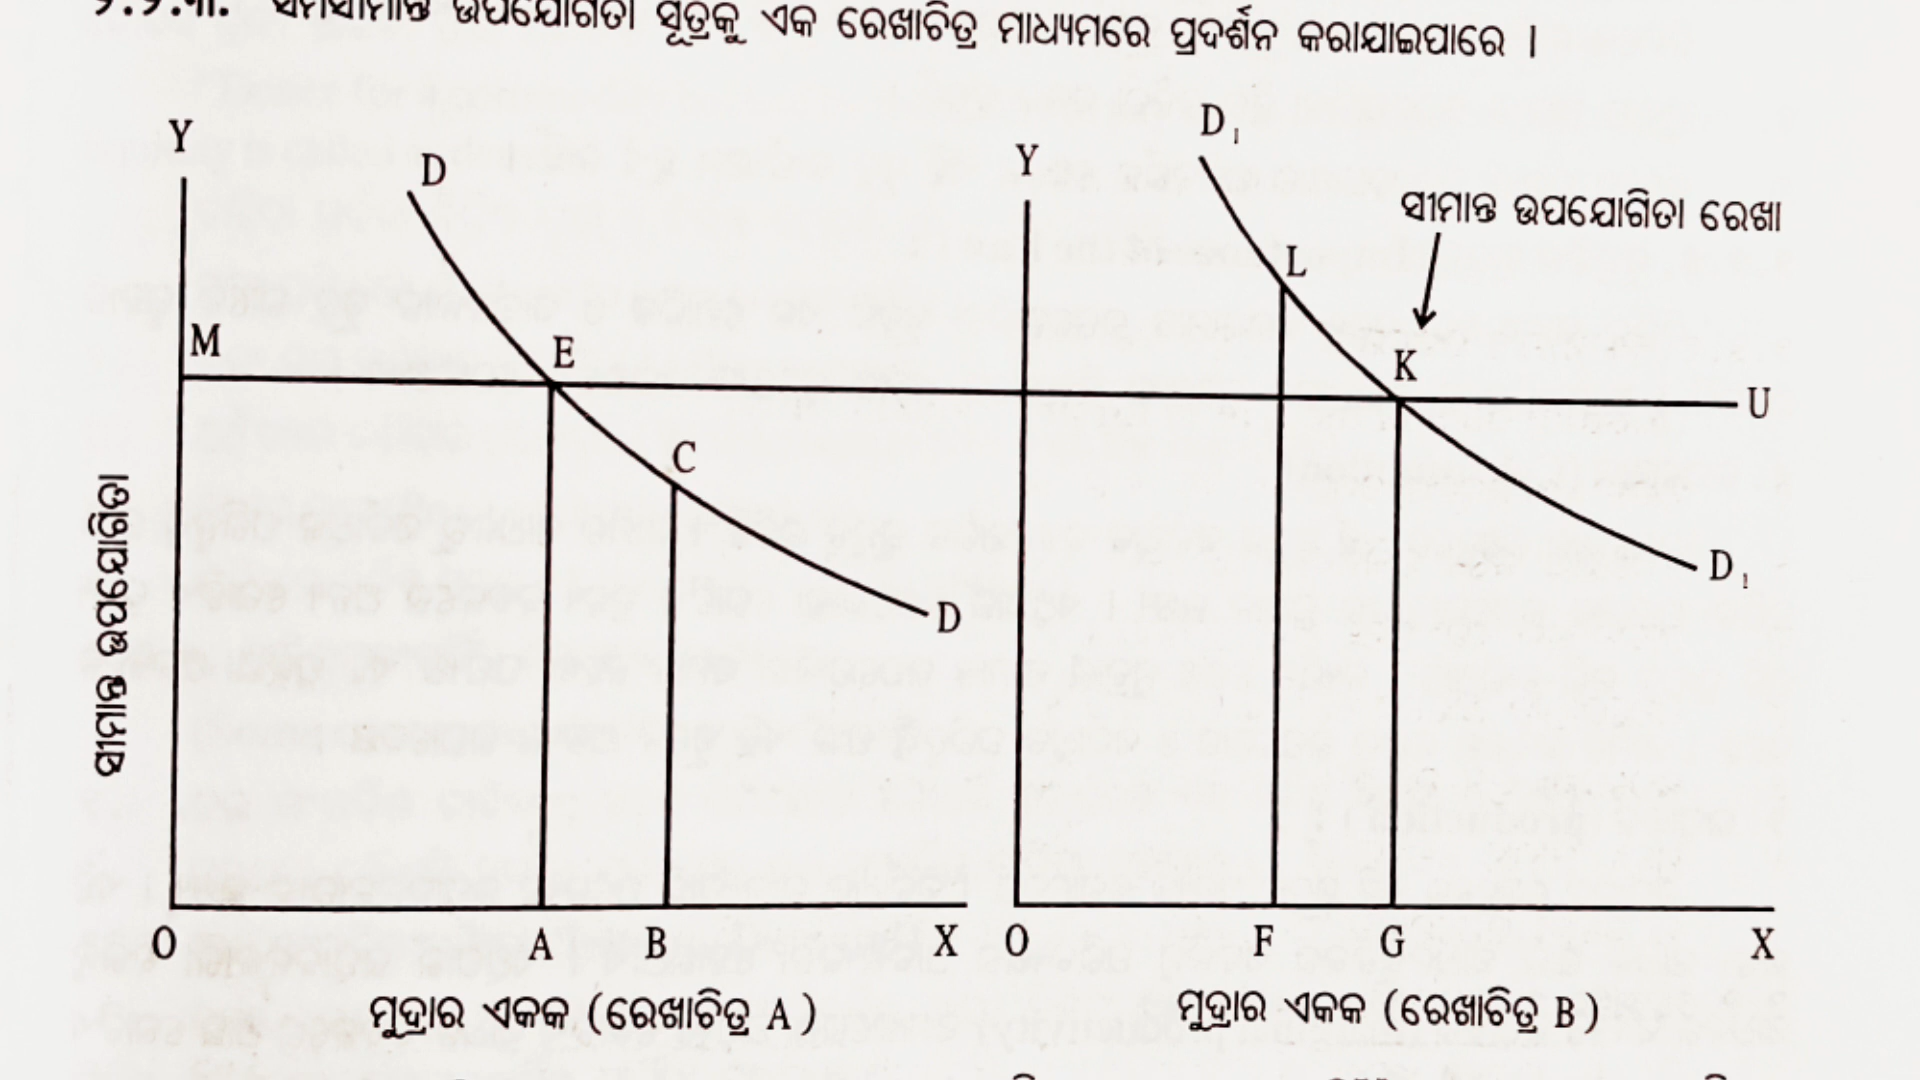 ସମସୀମାନ୍ତ ଉପଯୋଗିତା ସୂତ୍ରକୁ ଏକ ରେଖାଚିତ୍ର ମାଧ୍ୟମରେ ପ୍ରଦର୍ଶନ କରାଯାଇପାରେ ।
Y
D
M
E
C
D
ସୀମାନ୍ତ ଉପଯୋଗିତା
O A B X
ମୁଦ୍ରାର ଏକକ (ରେଖାଚିତ୍ର A)
D₁
Y
ସୀମାନ୍ତ ଉପଯୋଗିତା ରେଖା
L
K
U
D₁
O F G X
ମୁଦ୍ରାର ଏକକ (ରେଖାଚିତ୍ର B)